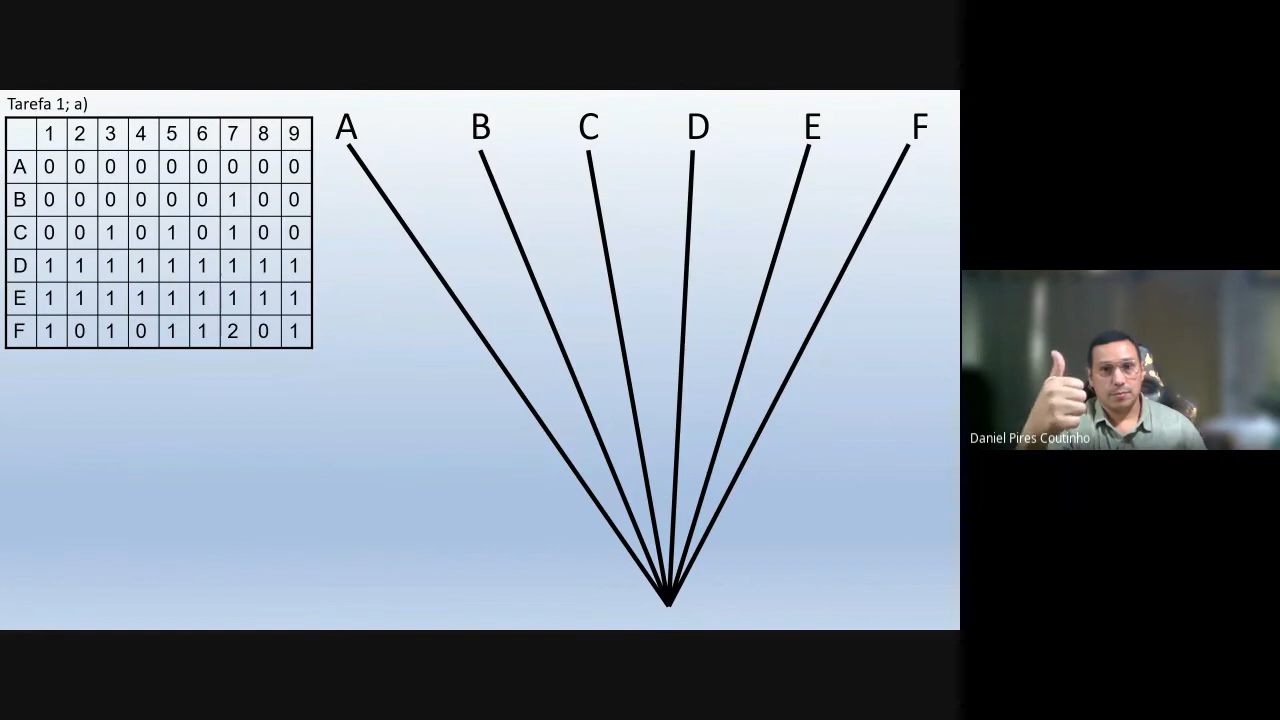 Tarefa 1; a)
1 2 3 4 5 6 7 8 9
A 0 0 0 0 0 0 0 0 0
B 0 0 0 0 0 0 1 0 0
C 0 0 1 0 1 0 1 0 0
D 1 1 1 1 1 1 1 1 1
E 1 1 1 1 1 1 1 1 1
F 1 0 1 0 1 1 2 0 1
A B C D E F
Daniel Pires Coutinho